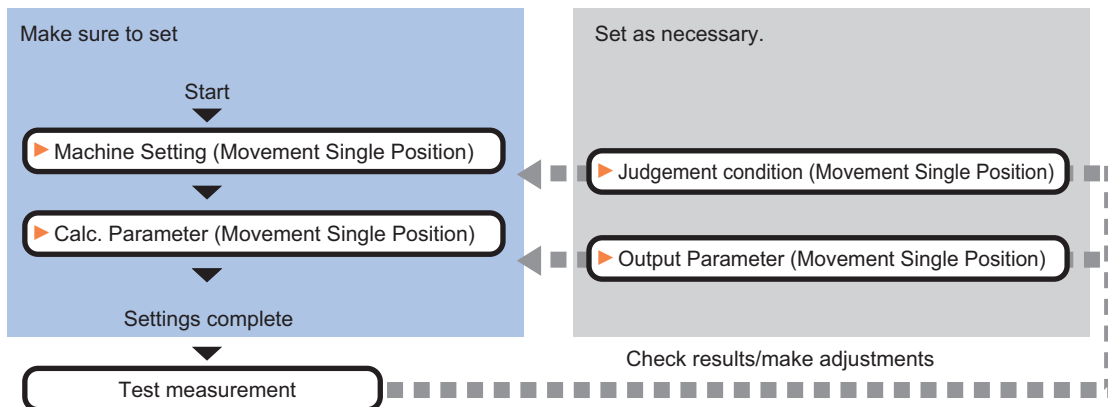 Make sure to set
Start
Machine Setting (Movement Single Position)
Calc. Parameter (Movement Single Position)
Settings complete
Test measurement
Set as necessary.
Judgement condition (Movement Single Position)
Output Parameter (Movement Single Position)
Check results/make adjustments